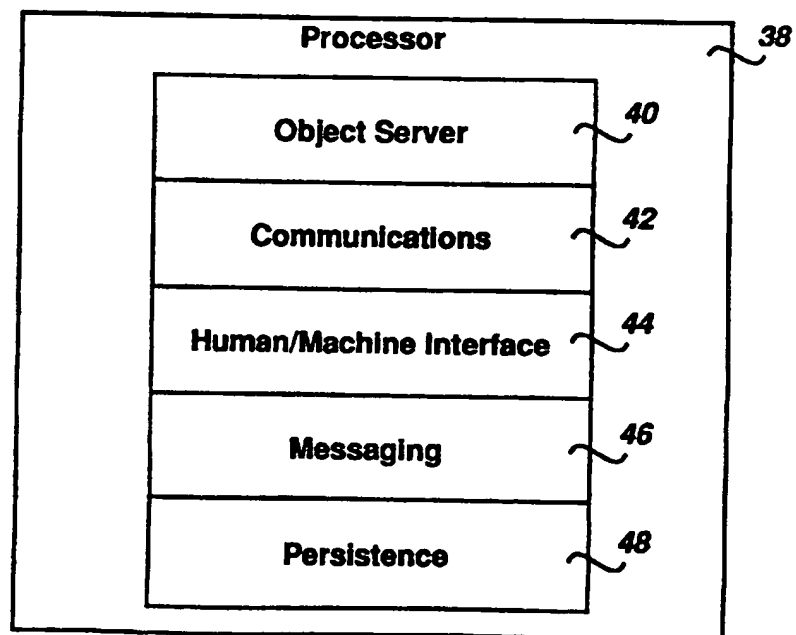 Processor 38
Object Server 40
Communications 42
Human/Machine Interface 44
Messaging 46
Persistence 48